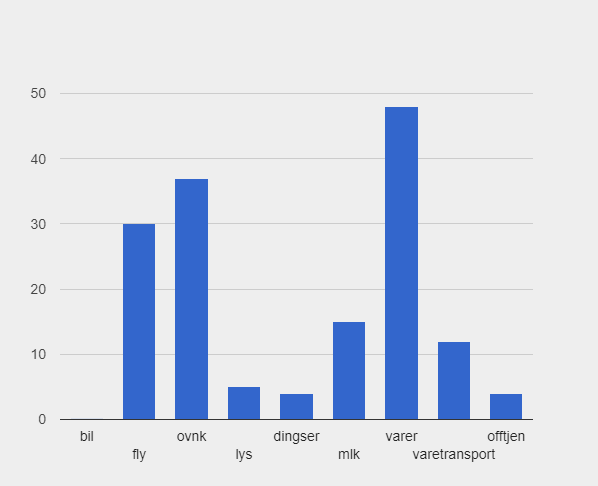 50
40
30
20
10
0
bil
ovnk
dingser
varer
offtjen
fly
lys
mlk
varetransport